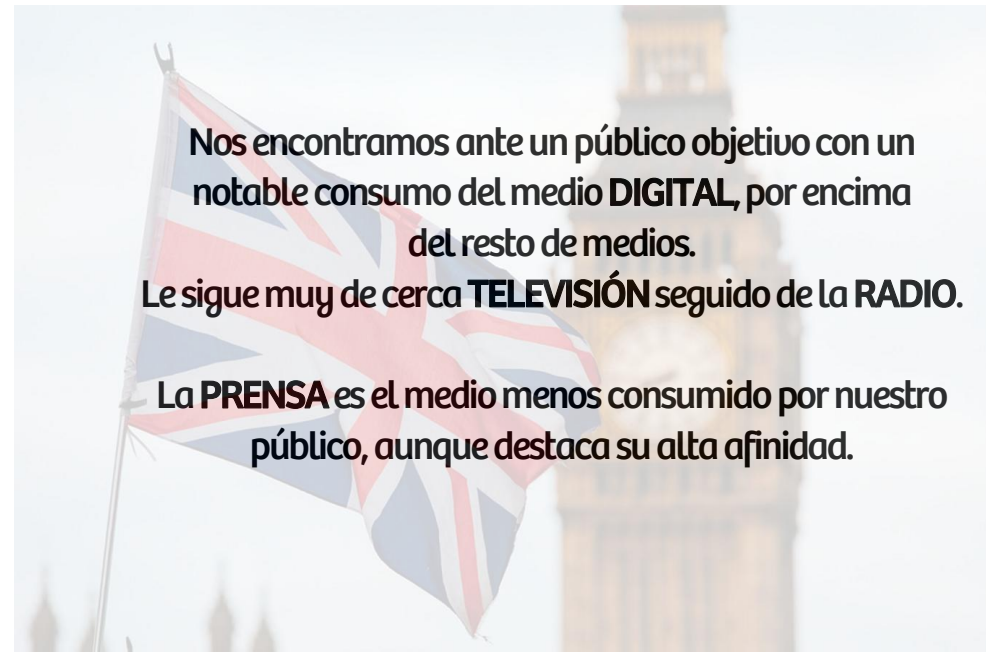 Nos encontramos ante un público objetivo con un
notable consumo del medio DIGITAL, por encima
del resto de medios.
Le sigue muy de cerca TELEVISIÓN seguido de la RADIO.
La PRENSA es el medio menos consumido por nuestro
público, aunque destaca su alta afinidad.